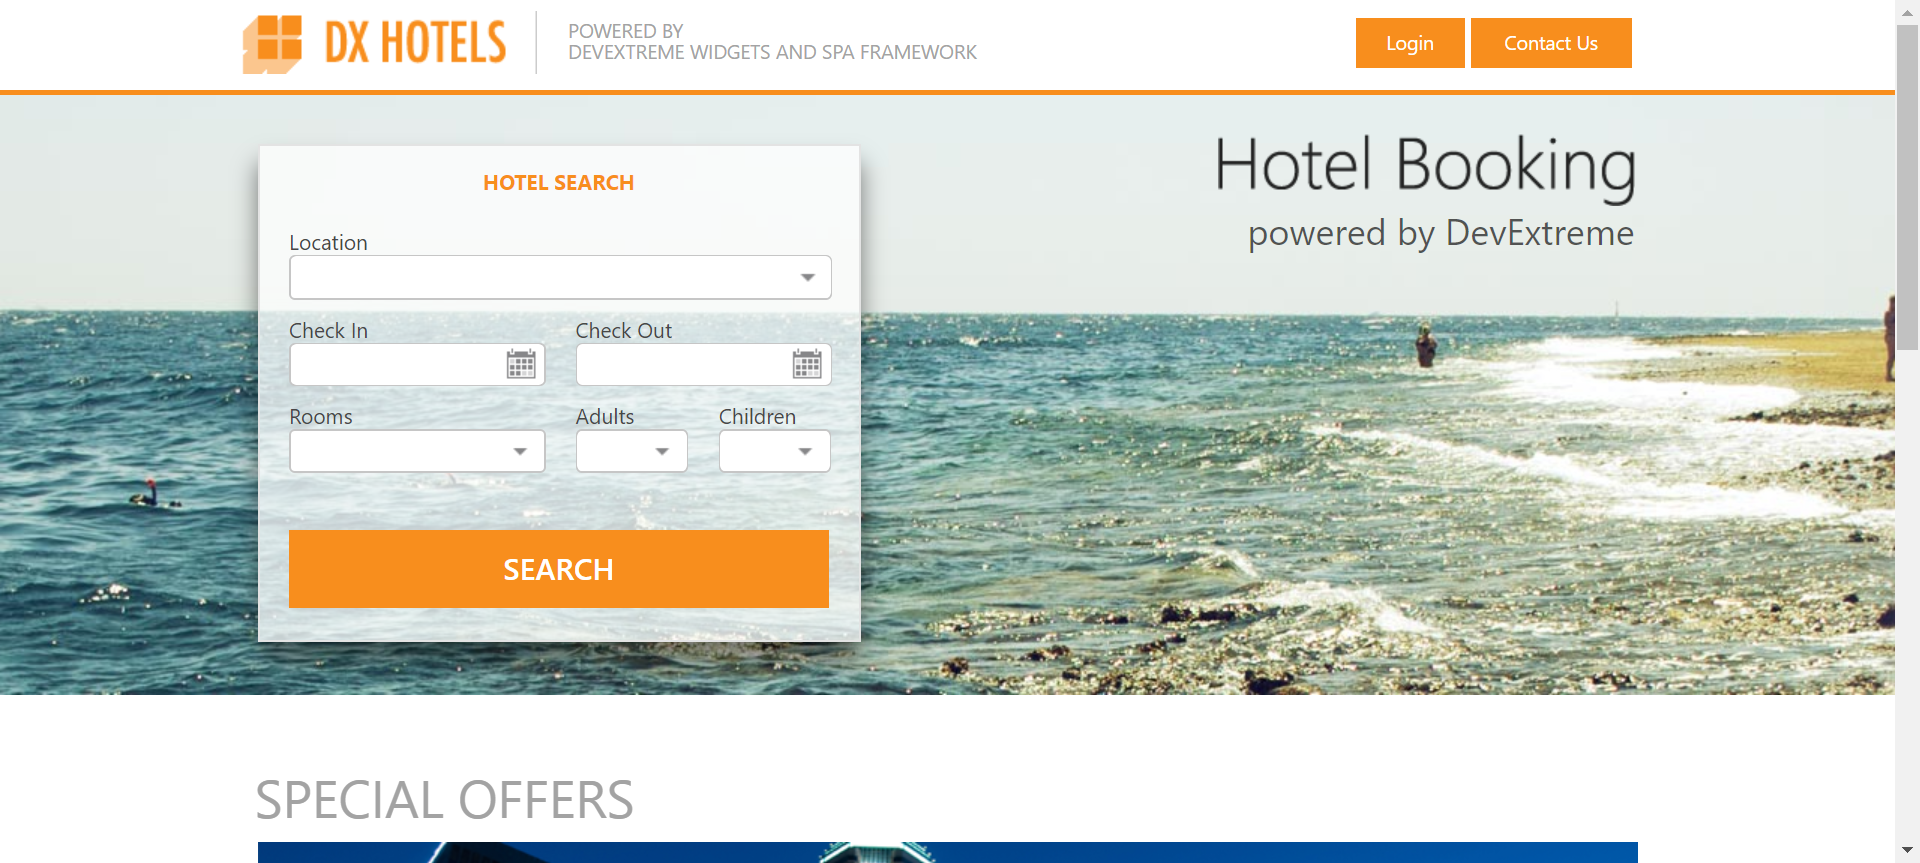 DX HOTELS
POWERED BY
DEVEXTREME WIDGETS AND SPA FRAMEWORK
Login
Contact Us
Hotel Booking
powered by DevExtreme
HOTEL SEARCH
Location
Check In
Check Out
Rooms
Adults
Children
SEARCH
SPECIAL OFFERS